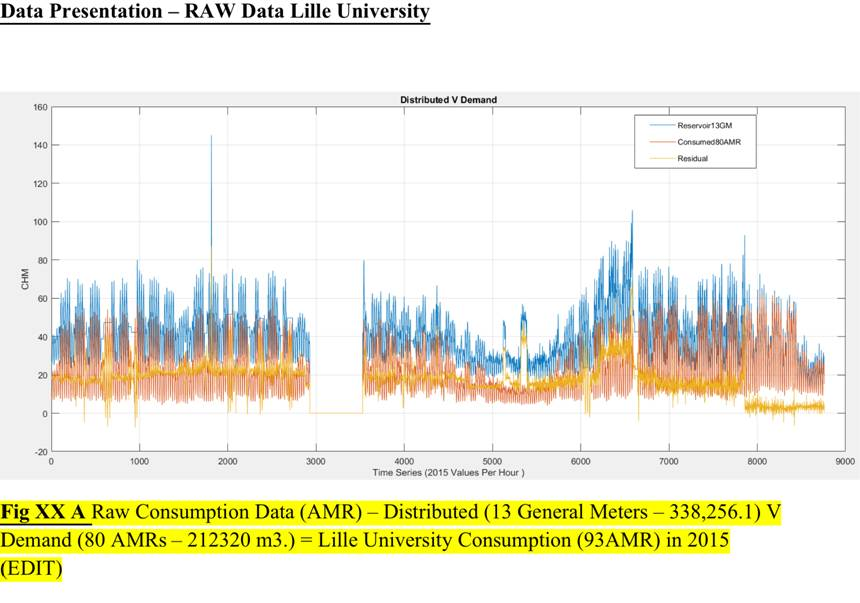 Data Presentation – RAW Data Lille University
Distributed V Demand
160
140
120
100
80
60
40
20
0
-20
CHM
Reservoir13GM
Consumed80AMR
Residual
0 1000 2000 3000 4000 5000 6000 7000 8000 9000
Time Series (2015 Values Per Hour )
Fig XX A Raw Consumption Data (AMR) – Distributed (13 General Meters – 338,256.1) V
Demand (80 AMRs – 212320 m3.) = Lille University Consumption (93AMR) in 2015
(EDIT)